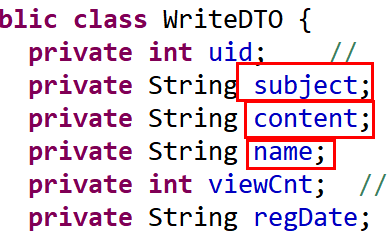 blic class WriteDTO {
private int uid; //
private String subject;
private String content;
private String name;
private int viewCnt; //
private String regDate;